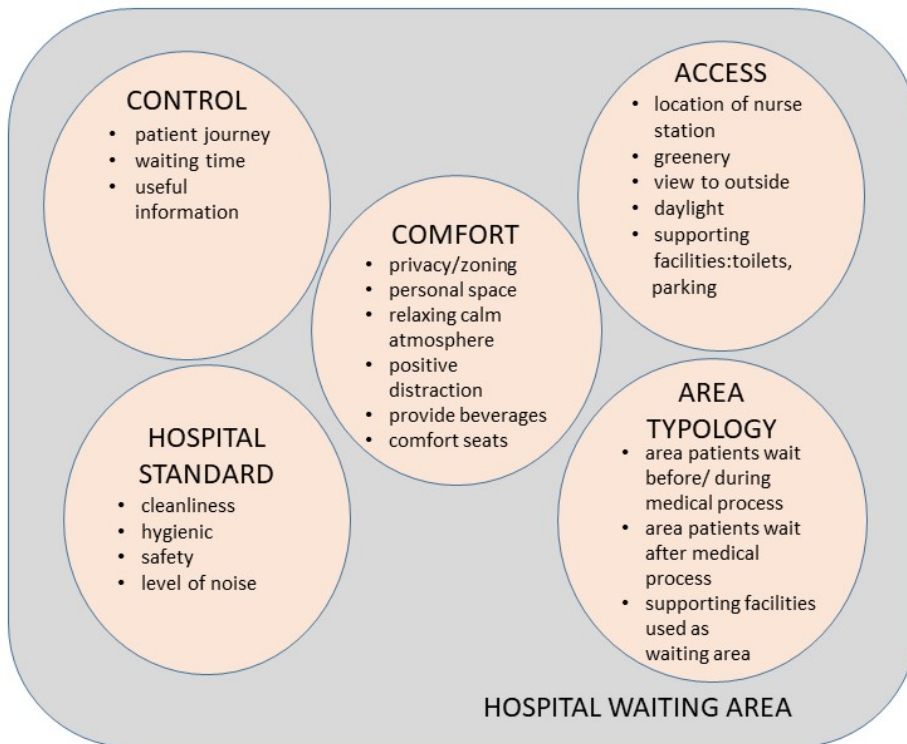 CONTROL
• patient journey
• waiting time
• useful
information
ACCESS
• location of nurse
station
• greenery
• view to outside
• daylight
• supporting
facilities:toilets,
parking
COMFORT
• privacy/zoning
• personal space
• relaxing calm
atmosphere
• positive
distraction
• provide beverages
• comfort seats
HOSPITAL
STANDARD
• cleanliness
• hygienic
• safety
• level of noise
AREA
TYPOLOGY
• area patients wait
before/ during
medical process
• area patients wait
after medical
process
• supporting facilities
used as
waiting area
HOSPITAL WAITING AREA